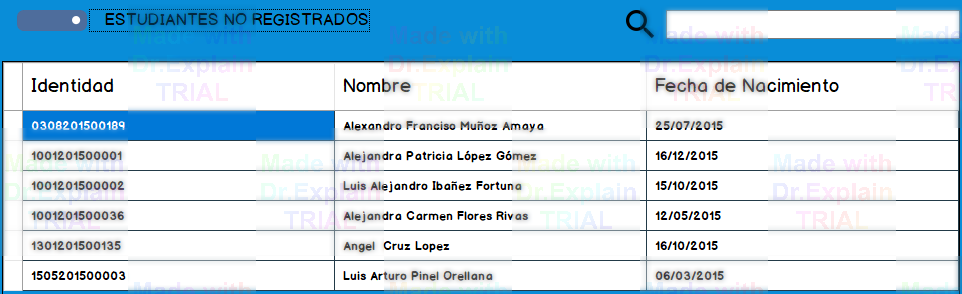 ESTUDIANTES NO REGISTRADOS
Identidad Nombre Fecha de Nacimiento
0308201500189 Alexandro Franciso Muñoz Amaya 25/07/2015
1001201500001 Alejandra Patricia López Gómez 16/12/2015
1001201500002 Luis Alejandro Ibañez Fortuna 15/10/2015
1001201500036 Alejandra Carmen Flores Rivas 12/05/2015
1301201500135 Angel Cruz Lopez 16/10/2015
1505201500003 Luis Arturo Pinel Orellana 06/03/2015
Made with
Dr.Explain
TRIAL